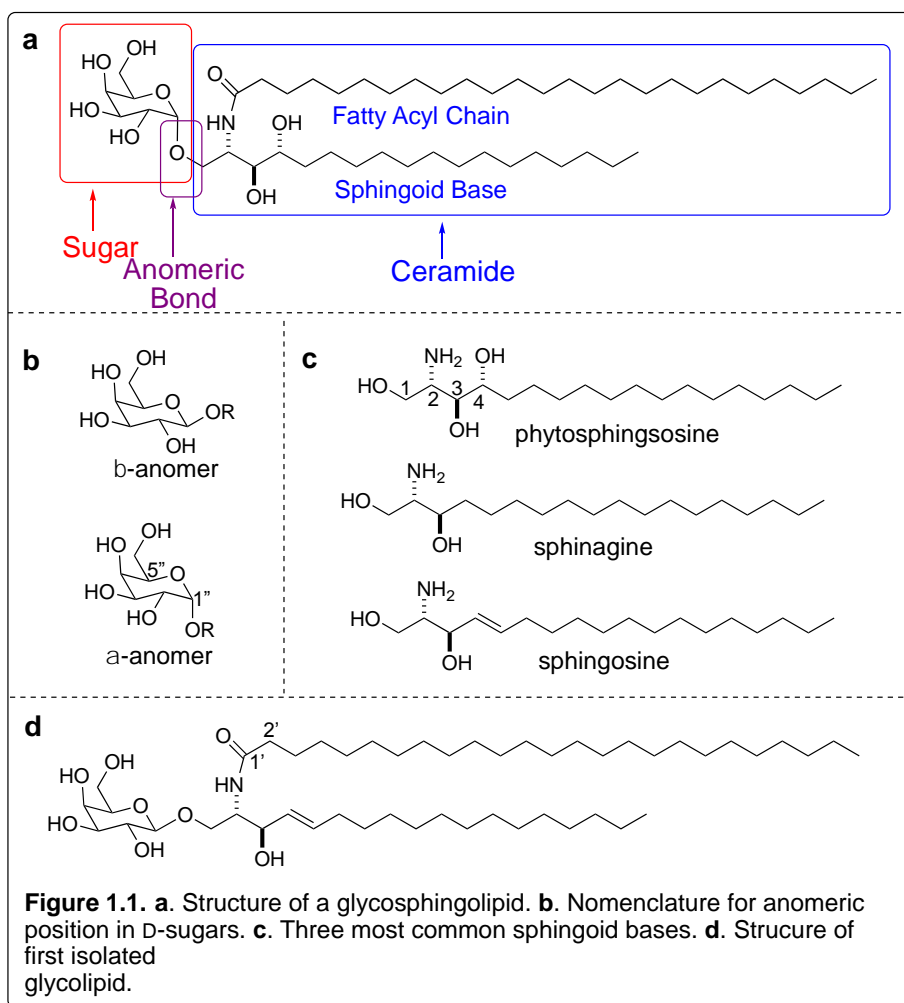 a
HO
OH
O
HO
HO
O
O
HN
HO
OH
Fatty Acyl Chain
Sphingoid Base
Sugar
Anomeric
Bond
Ceramide
b
HO
OH
O
HO
OR
OH
b-anomer
HO
OH
5”
O
HO
1”
HO
OR
a-anomer
c
NH2
OH
HO
1
2
3
4
OH
phytosphingsosine
NH2
HO
OH
sphinagine
NH2
HO
OH
sphingosine
d
O
2’
1’
HN
HO
OH
O
O
HO
OH
OH
Figure 1.1. a. Structure of a glycosphingolipid. b. Nomenclature for anomeric
position in D-sugars. c. Three most common sphingoid bases. d. Strucure of
first isolated
glycolipid.